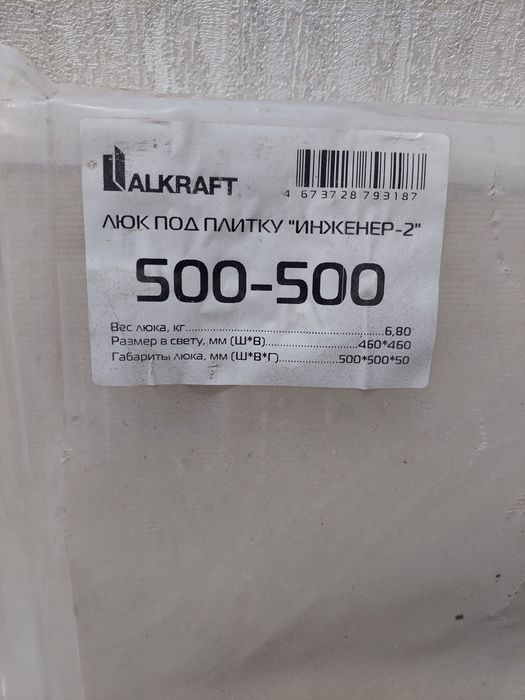 ALKRAFT
4 673728 793187
ЛЮК ПОД ПЛИТКУ "ИНЖЕНЕР-2"
500-500
Вес люка, кг......................................................6,80
Размер в свету, мм (Ш*В)..........................460*460
Габариты люка, мм (Ш*В*Г)..................500*500*50